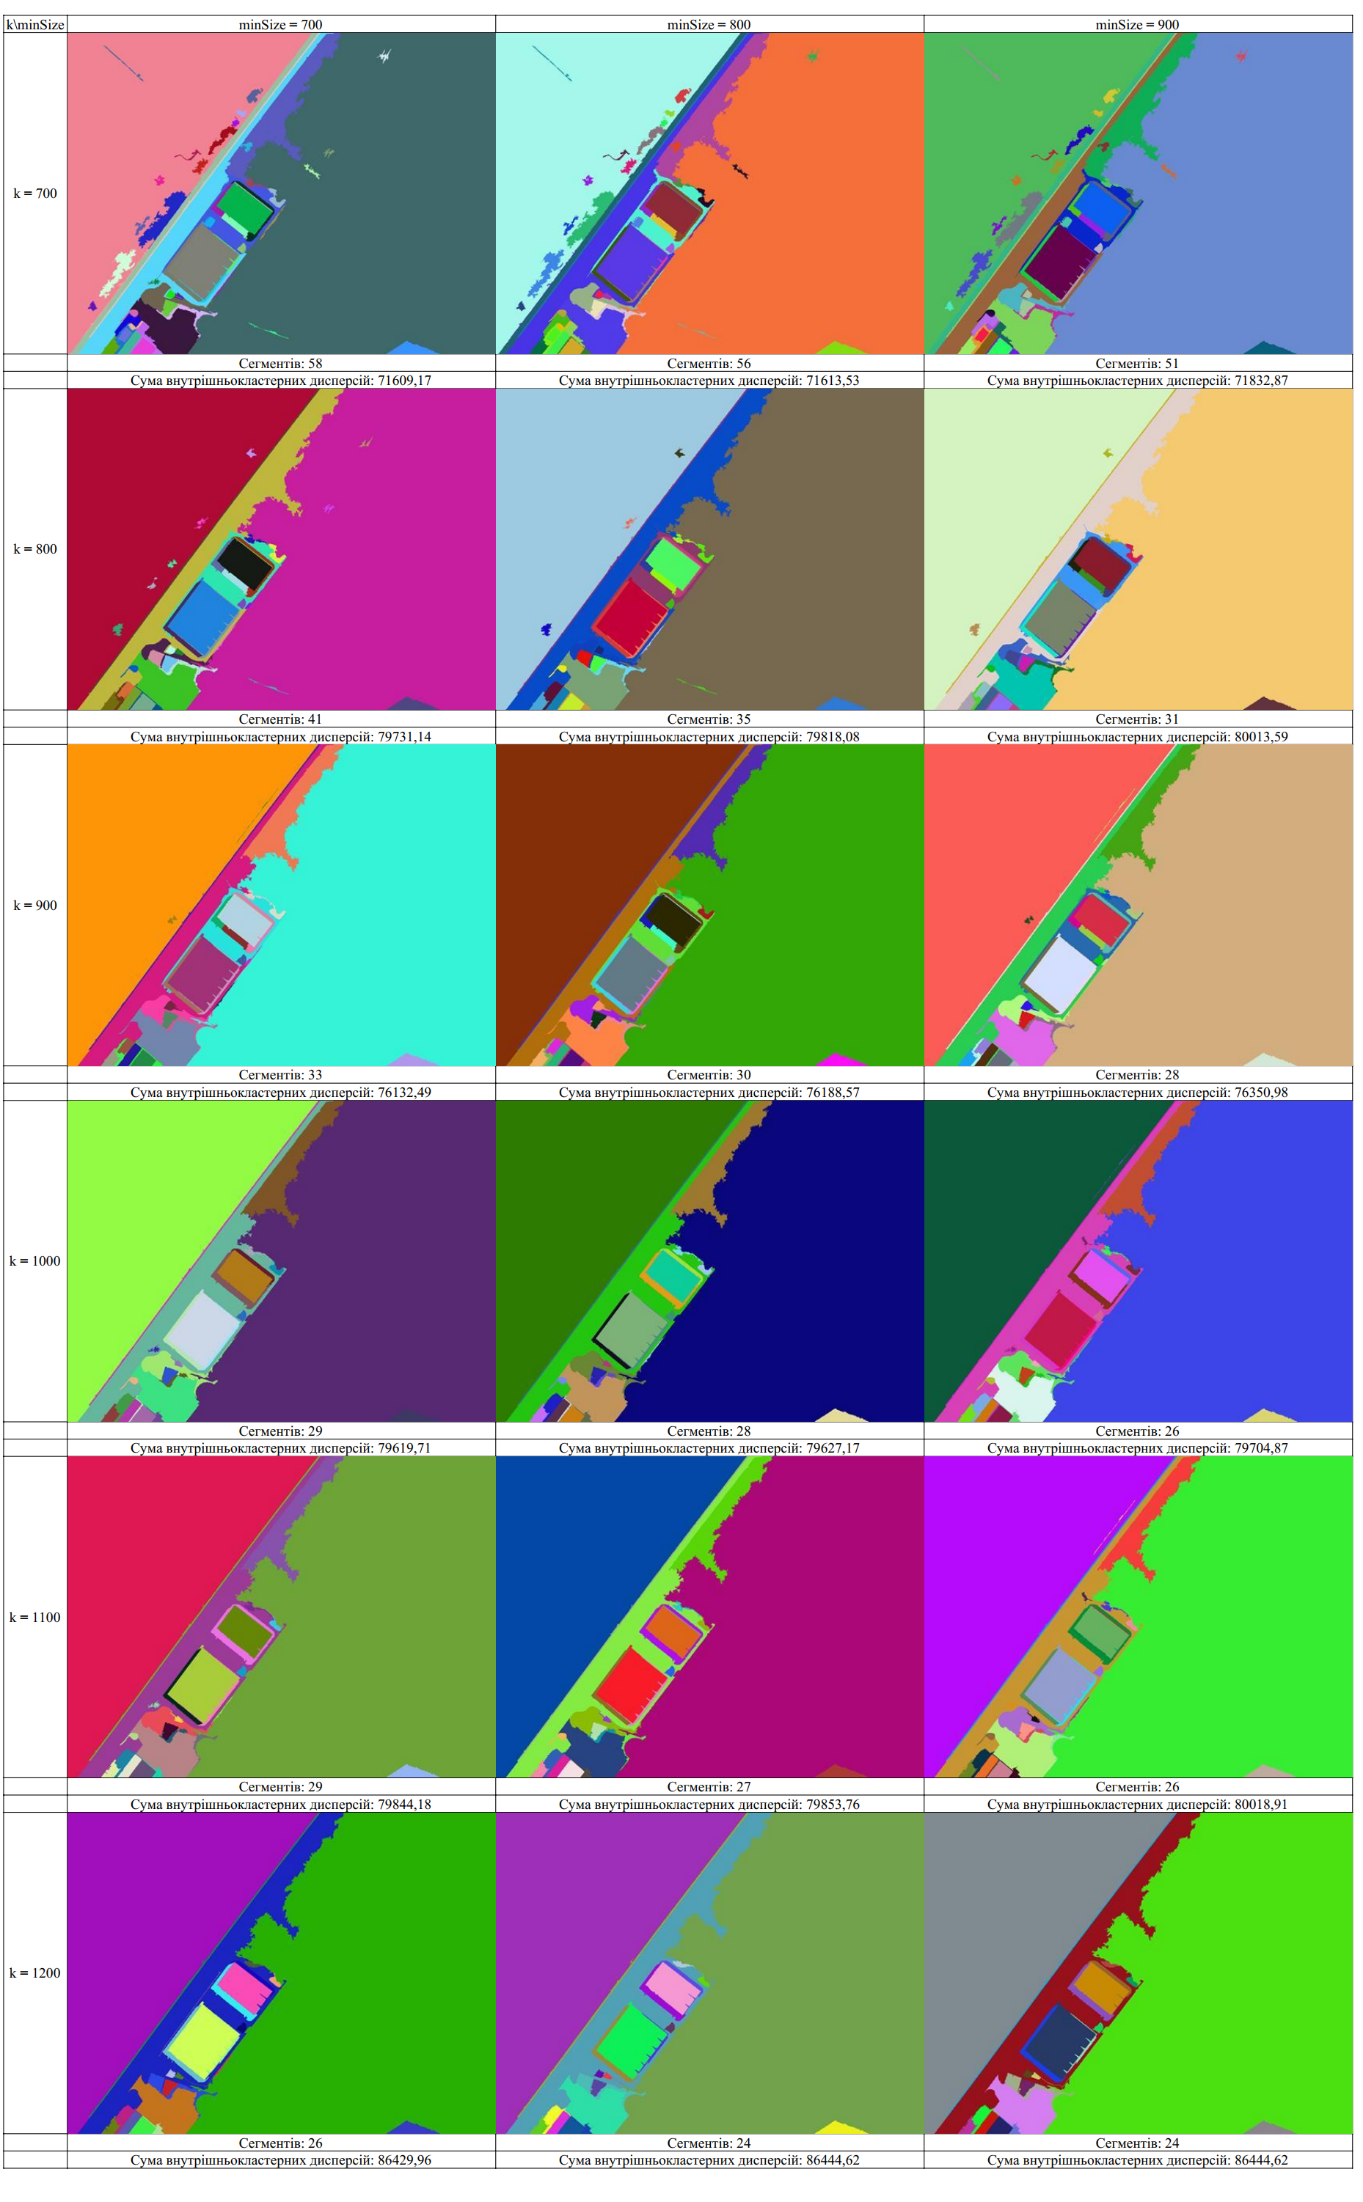 k\minSize minSize = 700 minSize = 800 minSize = 900
k = 700
Сегментів: 58 Сегментів: 56 Сегментів: 51
Сума внутрішньокластерних дисперсій: 71609,17 Сума внутрішньокластерних дисперсій: 71613,53 Сума внутрішньокластерних дисперсій: 71832,87
k = 800
Сегментів: 41 Сегментів: 35 Сегментів: 31
Сума внутрішньокластерних дисперсій: 79731,14 Сума внутрішньокластерних дисперсій: 79818,08 Сума внутрішньокластерних дисперсій: 80013,59
k = 900
Сегментів: 33 Сегментів: 30 Сегментів: 28
Сума внутрішньокластерних дисперсій: 76132,49 Сума внутрішньокластерних дисперсій: 76188,57 Сума внутрішньокластерних дисперсій: 76350,98
k = 1000
Сегментів: 29 Сегментів: 28 Сегментів: 26
Сума внутрішньокластерних дисперсій: 79619,71 Сума внутрішньокластерних дисперсій: 79627,17 Сума внутрішньокластерних дисперсій: 79704,87
k = 1100
Сегментів: 29 Сегментів: 27 Сегментів: 26
Сума внутрішньокластерних дисперсій: 79844,18 Сума внутрішньокластерних дисперсій: 79853,76 Сума внутрішньокластерних дисперсій: 80018,91
k = 1200
Сегментів: 26 Сегментів: 24 Сегментів: 24
Сума внутрішньокластерних дисперсій: 86429,96 Сума внутрішньокластерних дисперсій: 86444,62 Сума внутрішньокластерних дисперсій: 86444,62